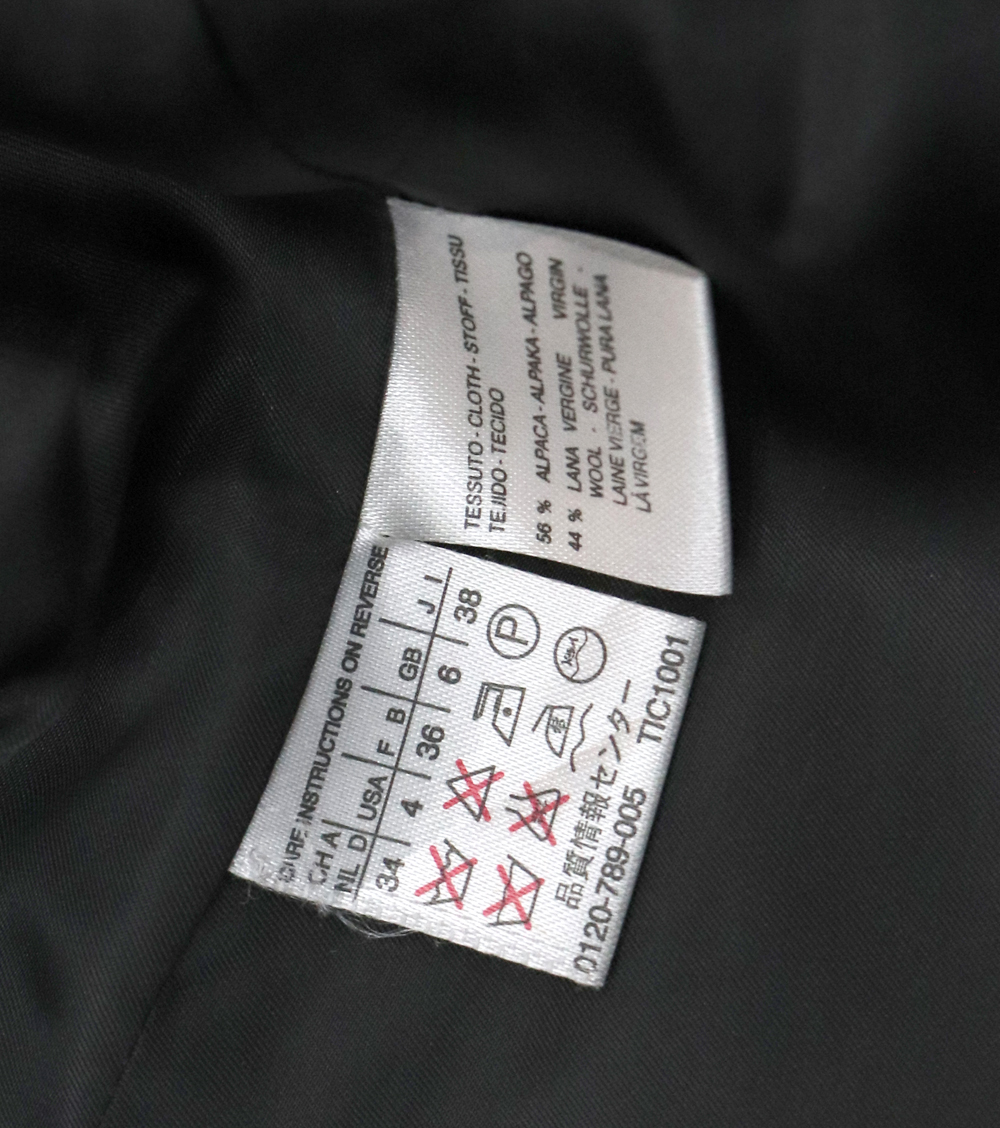 TESSUTO - CLOTH - STOFF - TISSU
TEJIDO - TECIDO
56 % ALPACA - ALPAKA - ALPAGO
44 % LANA VERGINE VIRGIN
WOOL - SCHURWOLLE -
LAINE VIERGE - PURA LANA
LÀ VIRGEM
CARE INSTRUCTIONS ON REVERSE
CH A
NL D USA F B GB J I
34 4 36 6 38
P
品質情報センター
0120-789-005 TIC1001